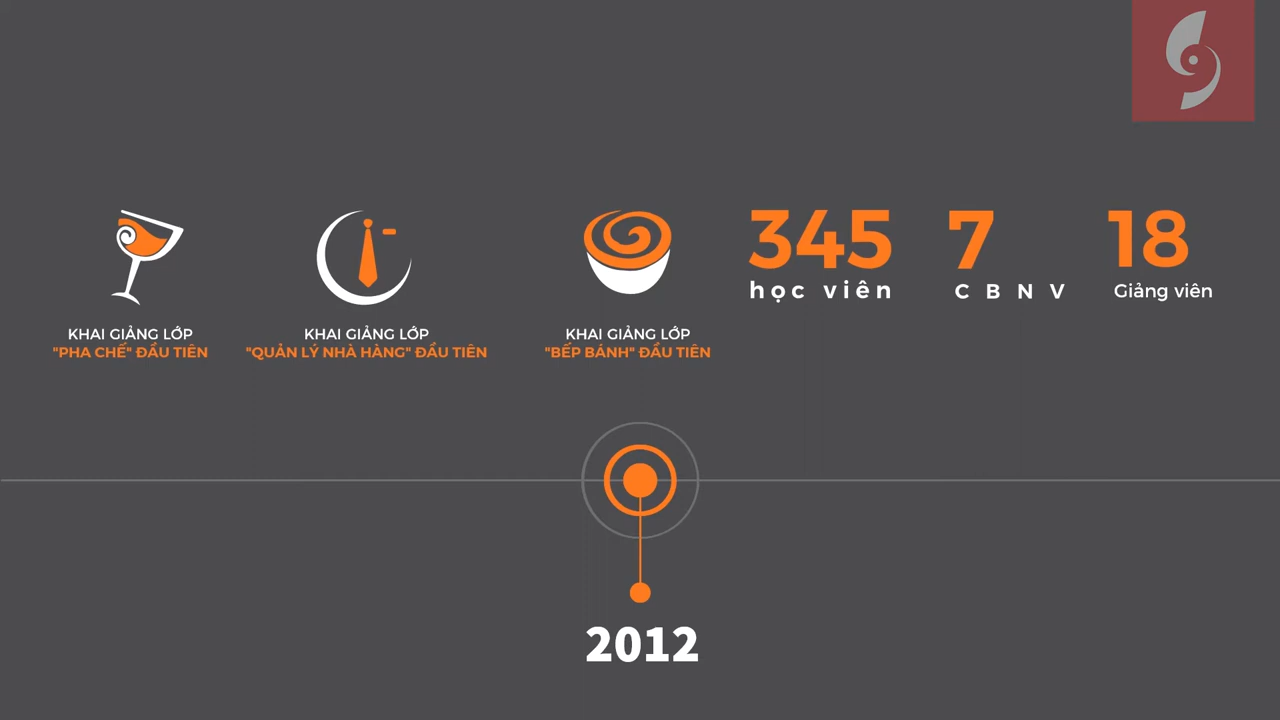 KHAI GIẢNG LỚP
"PHA CHẾ" ĐẦU TIÊN
KHAI GIẢNG LỚP
"QUẢN LÝ NHÀ HÀNG" ĐẦU TIÊN
KHAI GIẢNG LỚP
"BẾP BÁNH" ĐẦU TIÊN
345
học viên
7
CBNV
18
Giảng viên
2012